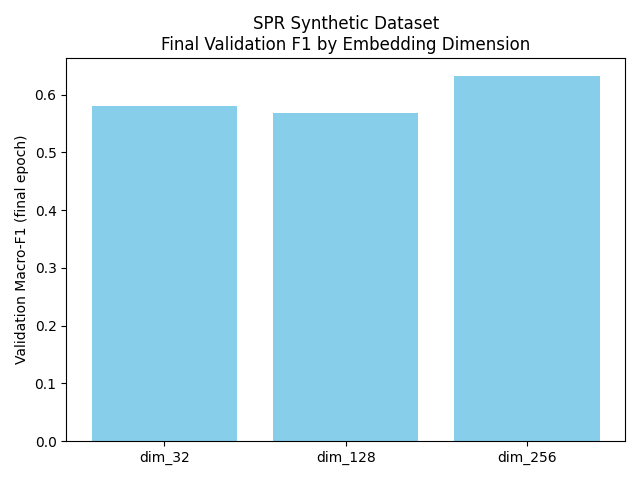 SPR Synthetic Dataset
Final Validation F1 by Embedding Dimension
Validation Macro-F1 (final epoch)
0.6
0.5
0.4
0.3
0.2
0.1
0.0
dim_32
dim_128
dim_256